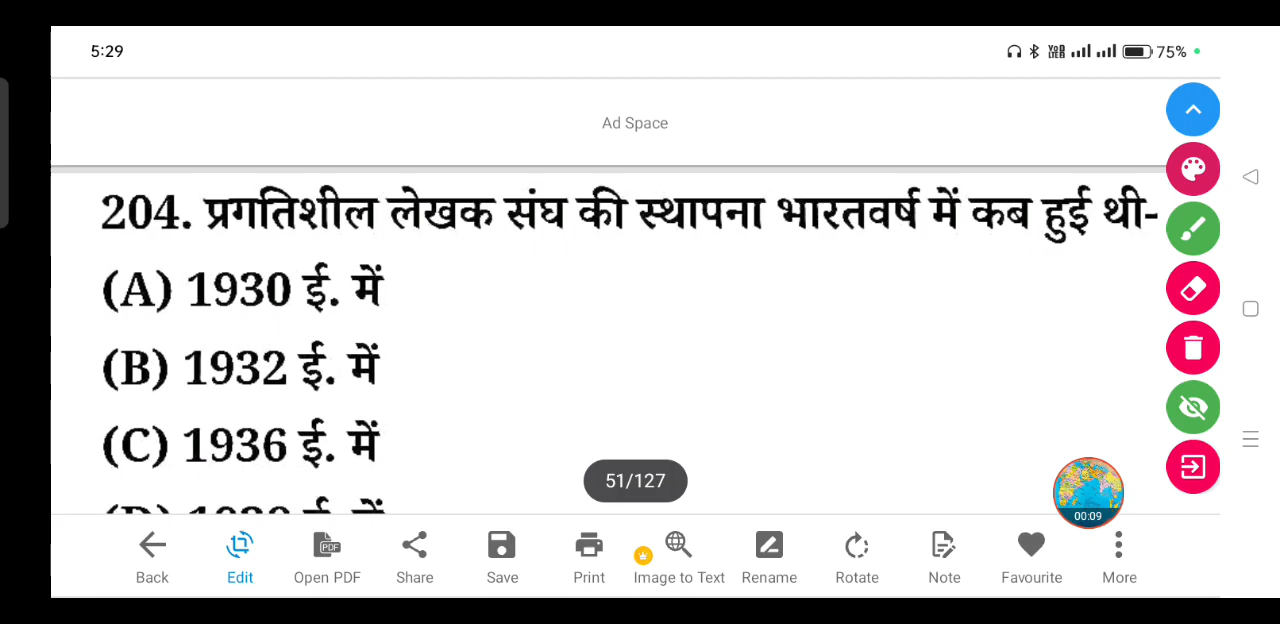 5:29
75%
Ad Space
204. प्रगतिशील लेखक संघ की स्थापना भारतवर्ष में कब हुई थी-
(A) 1930 ई. में
(B) 1932 ई. में
(C) 1936 ई. में
51/127
00:09
Back Edit Open PDF Share Save Print Image to Text Rename Rotate Note Favourite More